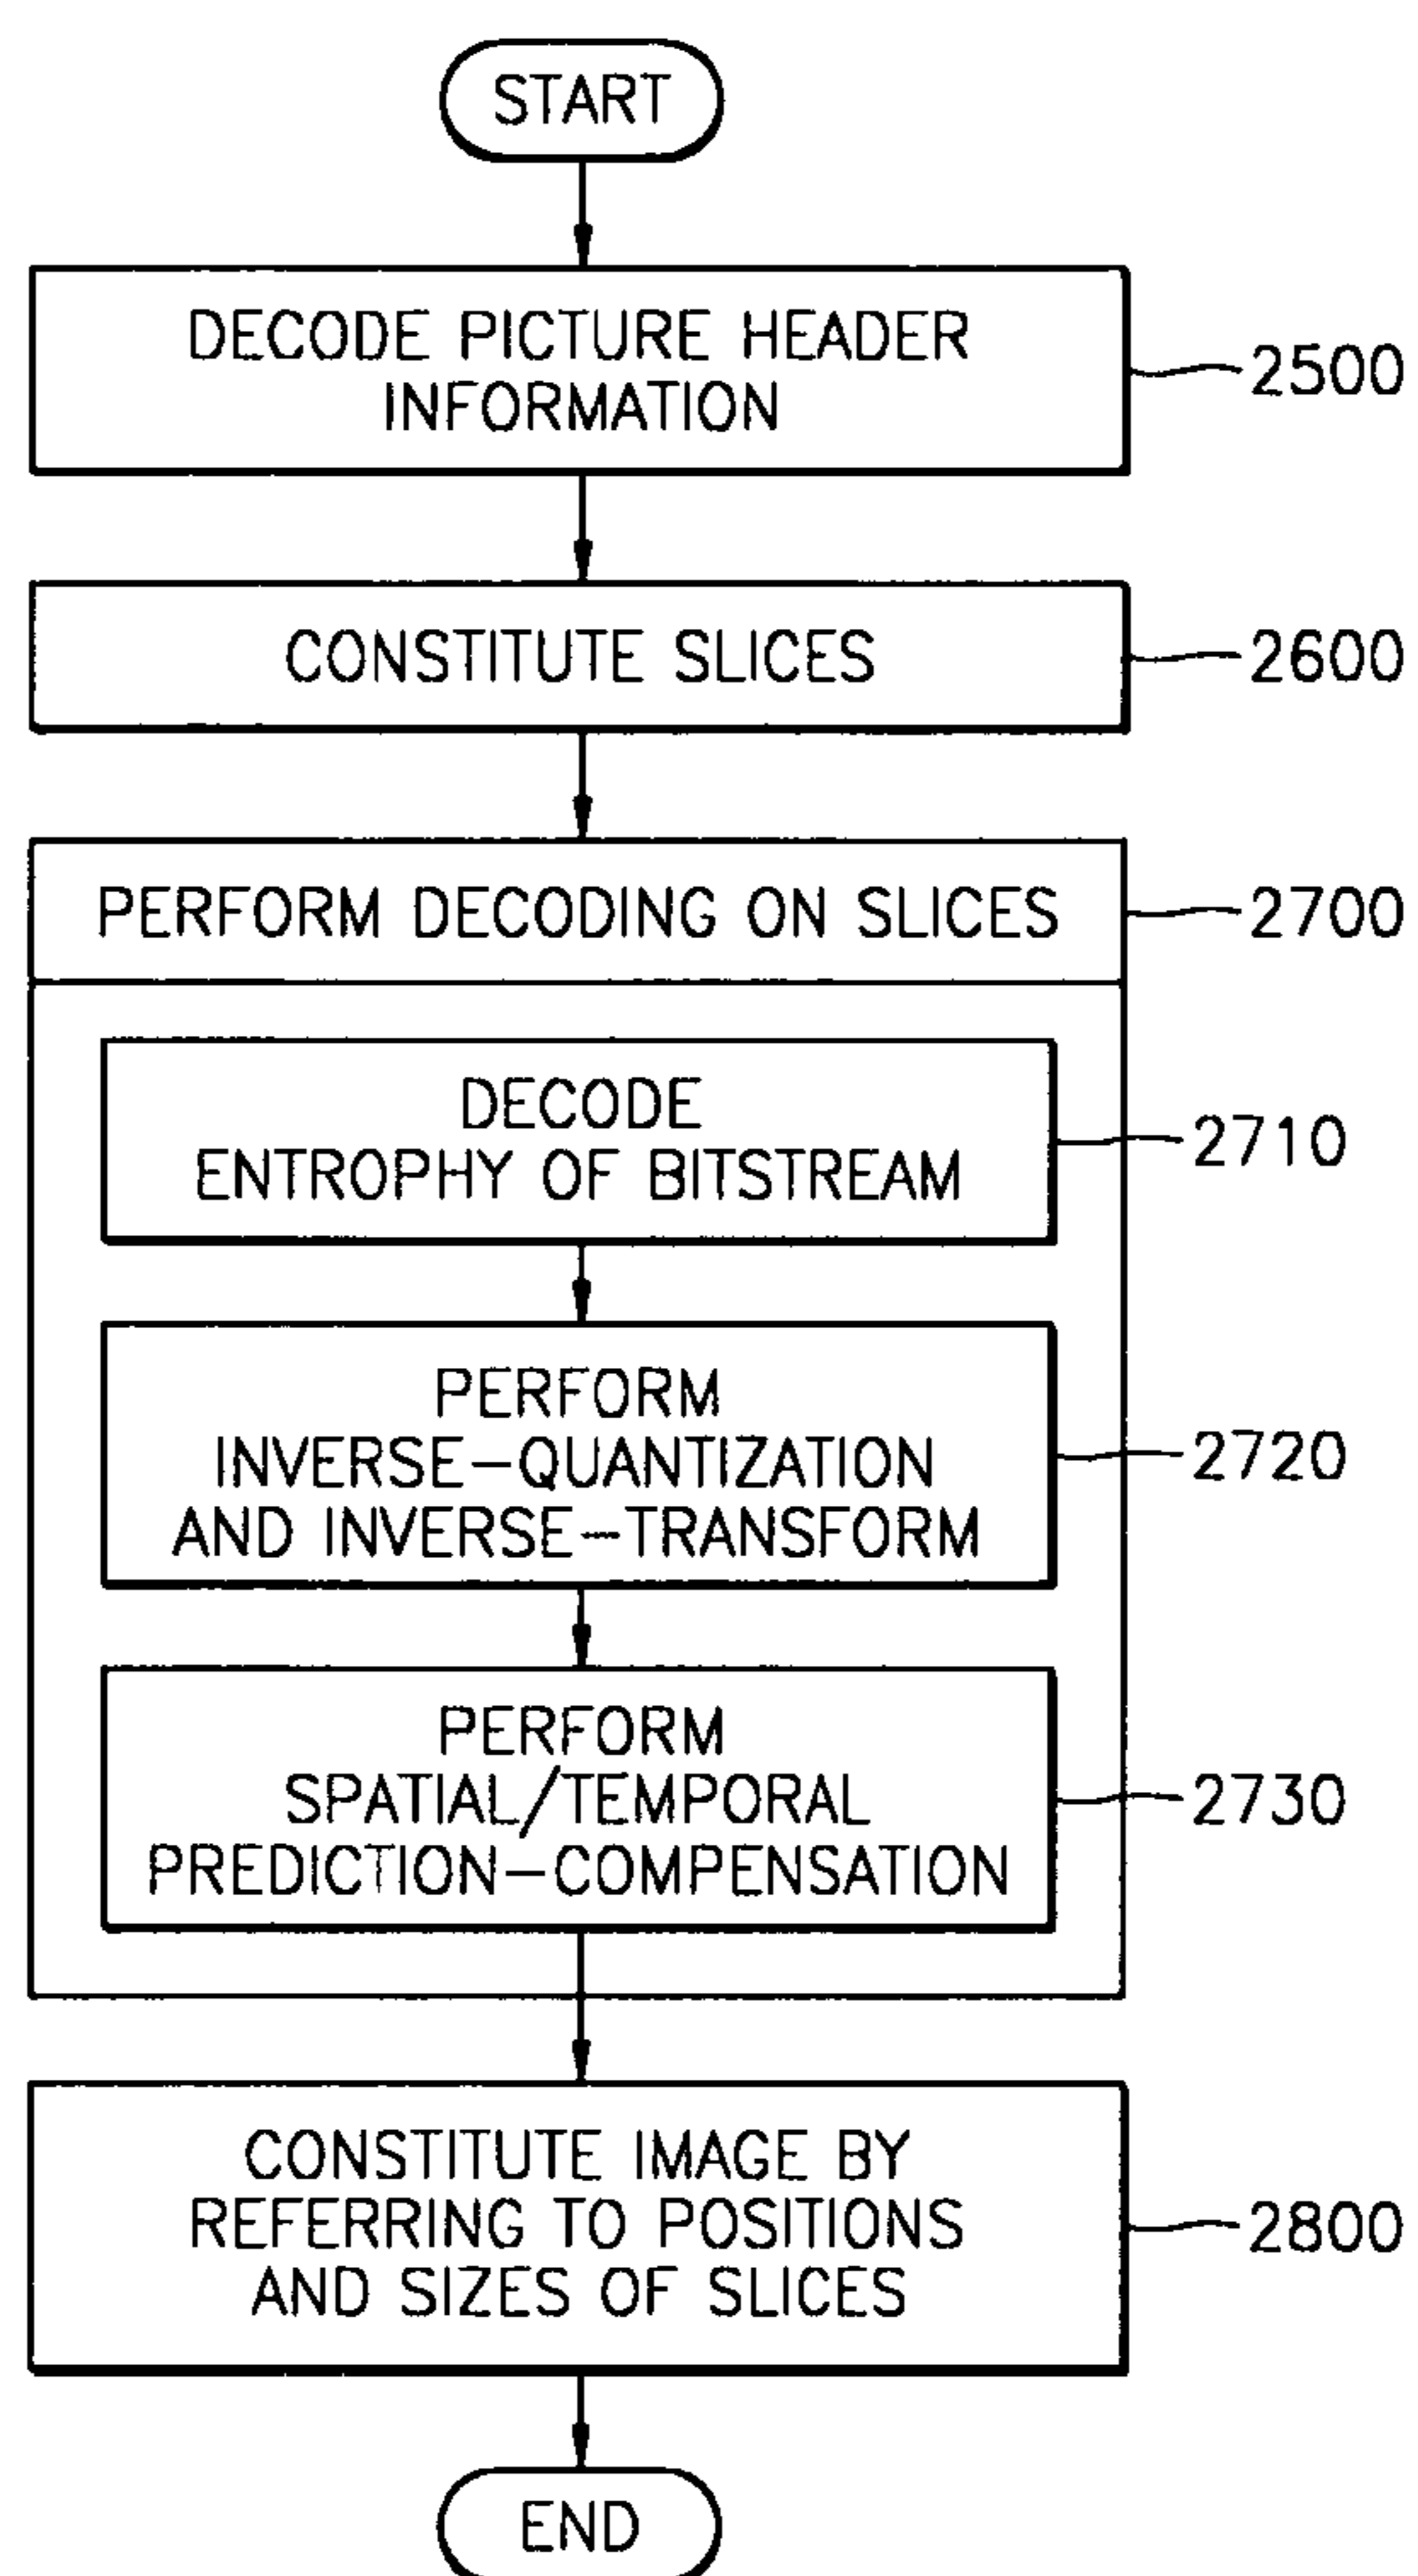 START
DECODE PICTURE HEADER
INFORMATION
2500
CONSTITUTE SLICES
2600
PERFORM DECODING ON SLICES
2700
DECODE
ENTROPHY OF BITSTREAM
2710
PERFORM
INVERSE-QUANTIZATION
AND INVERSE-TRANSFORM
2720
PERFORM
SPATIAL/TEMPORAL
PREDICTION-COMPENSATION
2730
CONSTITUTE IMAGE BY
REFERRING TO POSITIONS
AND SIZES OF SLICES
2800
END